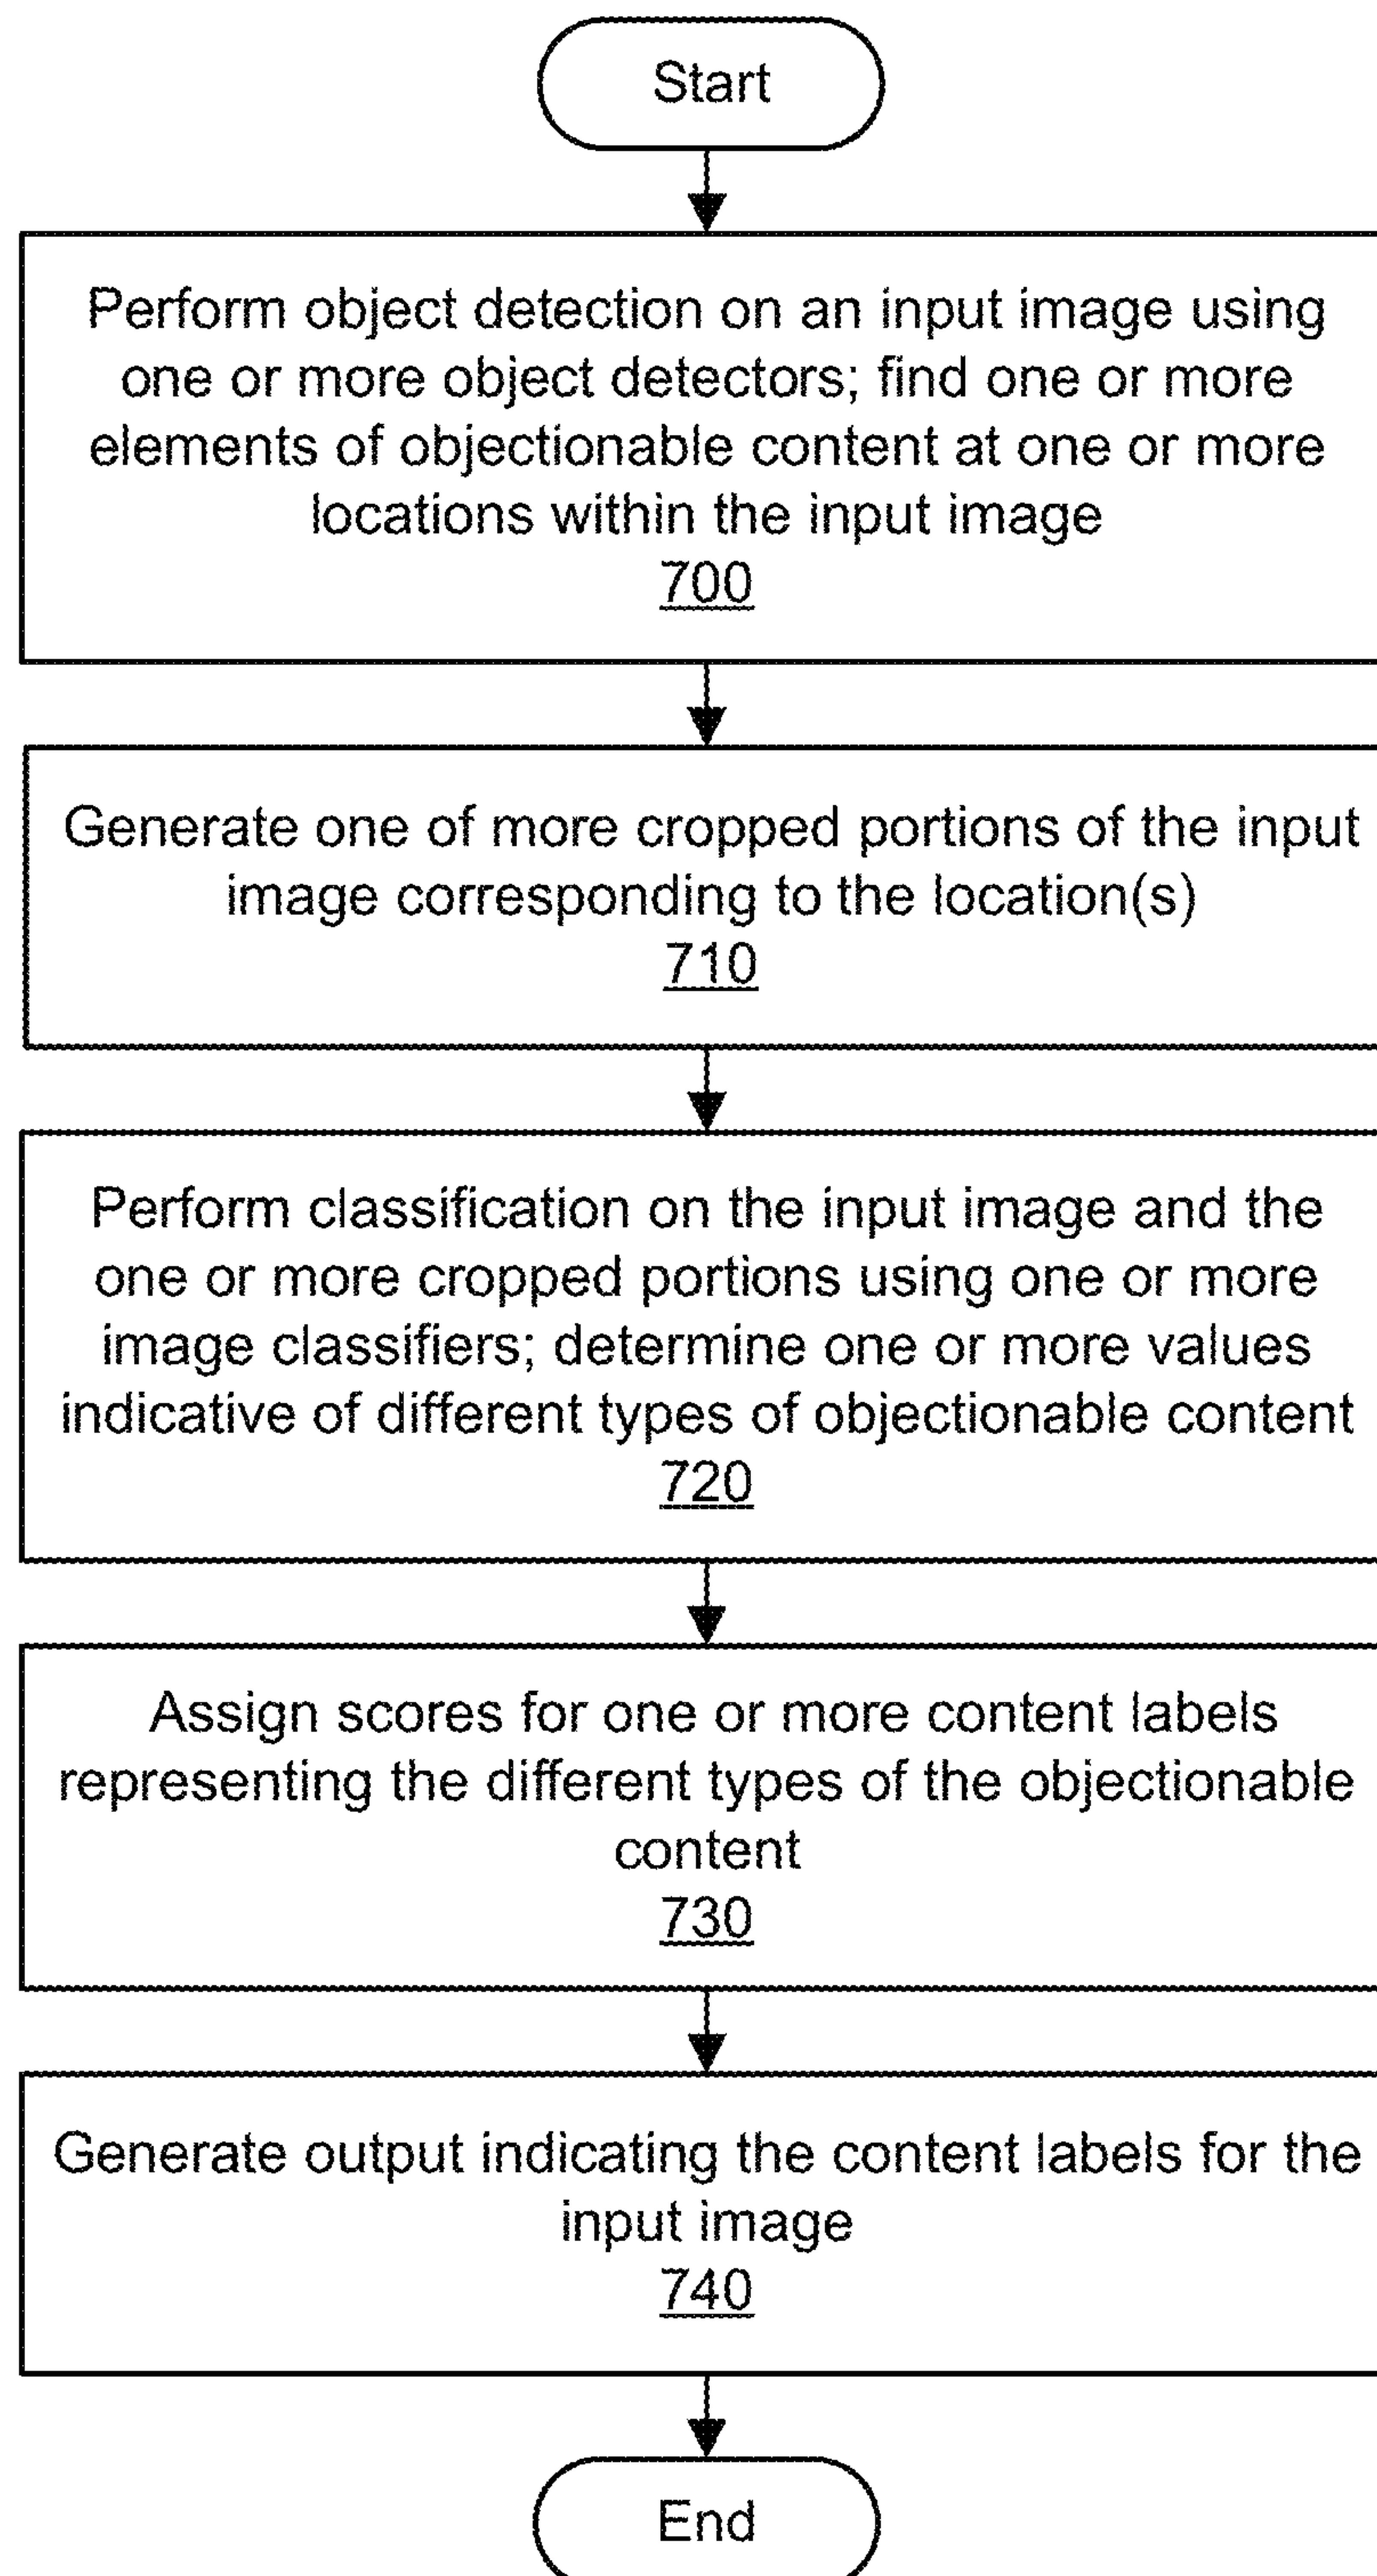 Start
Perform object detection on an input image using
one or more object detectors; find one or more
elements of objectionable content at one or more
locations within the input image
700
Generate one of more cropped portions of the input
image corresponding to the location(s)
710
Perform classification on the input image and the
one or more cropped portions using one or more
image classifiers; determine one or more values
indicative of different types of objectionable content
720
Assign scores for one or more content labels
representing the different types of the objectionable
content
730
Generate output indicating the content labels for the
input image
740
End